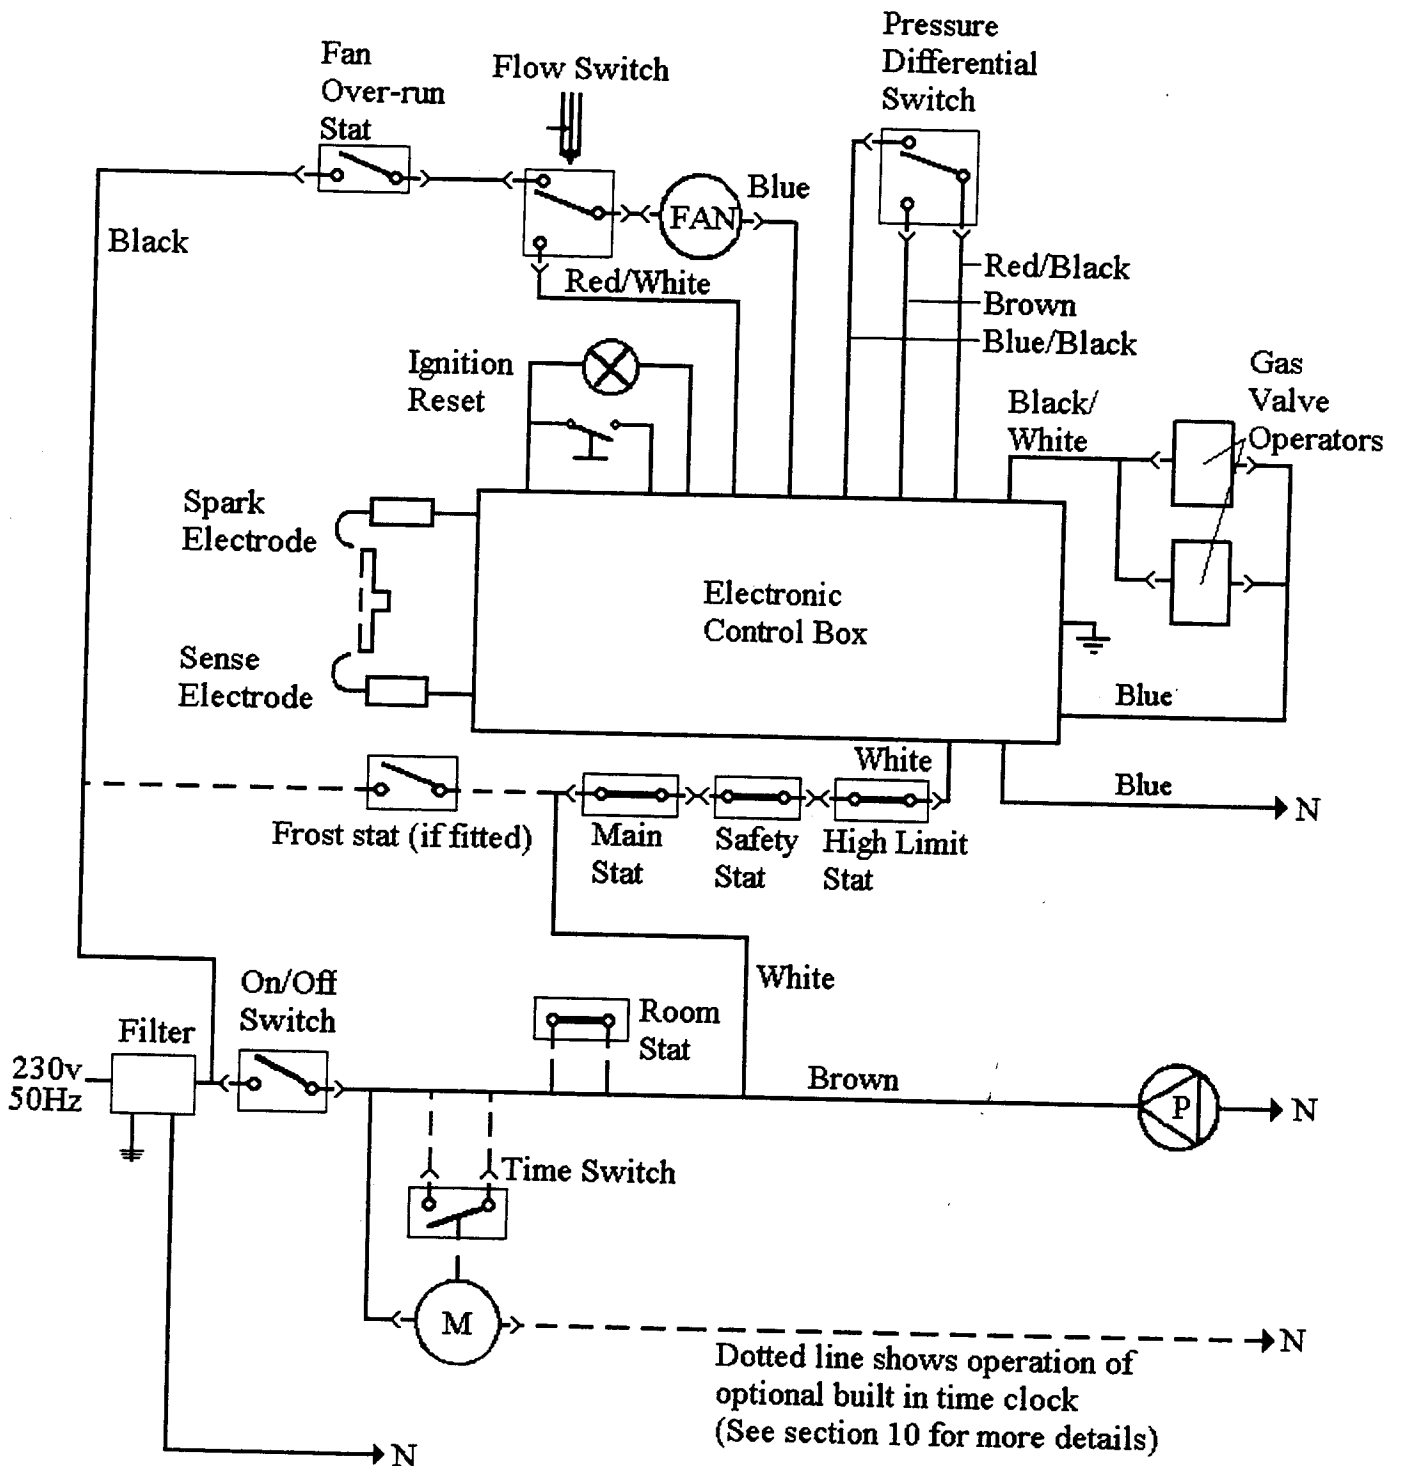 Fan
Over-run
Stat
Flow Switch
Pressure
Differential
Switch
Black
FAN
Blue
Red/White
Red/Black
Brown
Blue/Black
Ignition
Reset
Black/
White
Gas
Valve
Operators
Spark
Electrode
Electronic
Control Box
Sense
Electrode
Blue
White
Blue
N
Frost stat (if fitted)
Main
Stat
Safety
Stat
High Limit
Stat
White
On/Off
Switch
Filter
230v
50Hz
Room
Stat
Brown
P
N
Time Switch
M
N
Dotted line shows operation of
optional built in time clock
(See section 10 for more details)
N